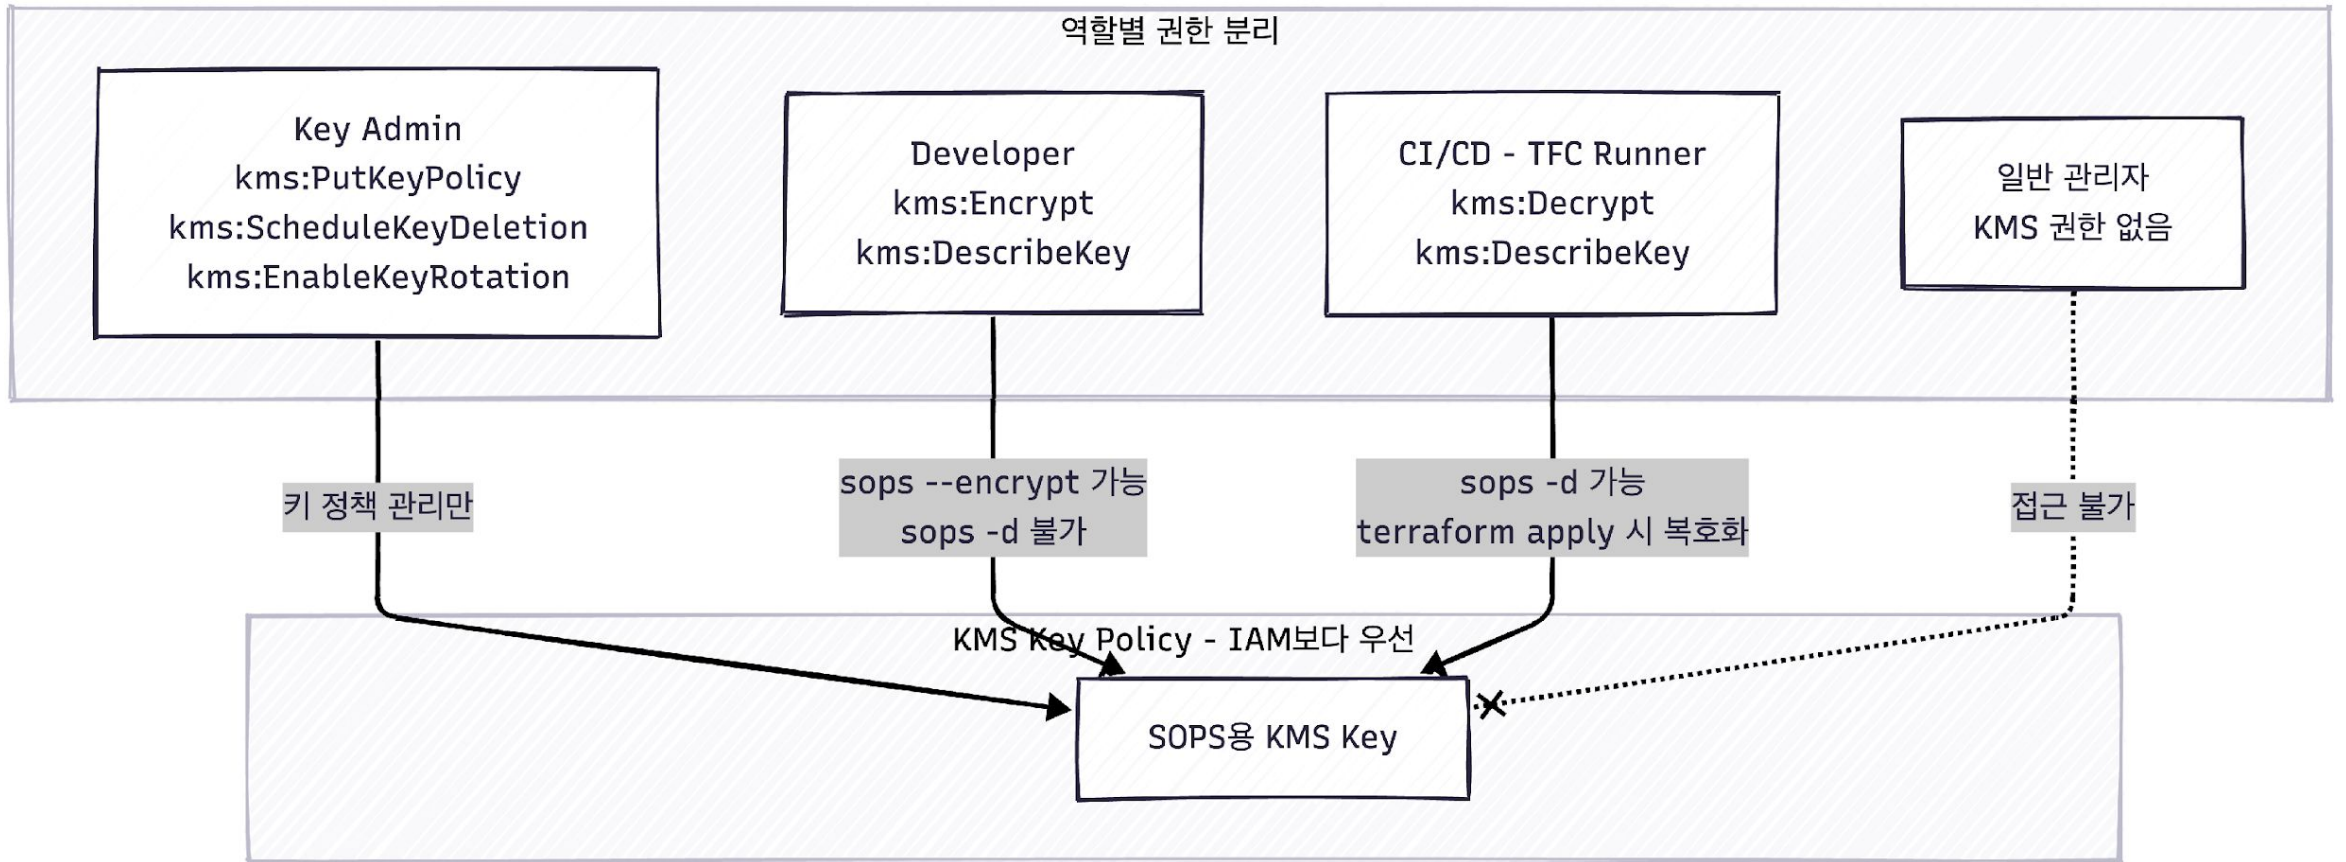 역할별 권한 분리
Key Admin
kms:PutKeyPolicy
kms:ScheduleKeyDeletion
kms:EnableKeyRotation
Developer
kms:Encrypt
kms:DescribeKey
CI/CD - TFC Runner
kms:Decrypt
kms:DescribeKey
일반 관리자
KMS 권한 없음
키 정책 관리만
sops --encrypt 가능
sops -d 불가
sops -d 가능
terraform apply 시 복호화
접근 불가
KMS Key Policy - IAM보다 우선
SOPS용 KMS Key